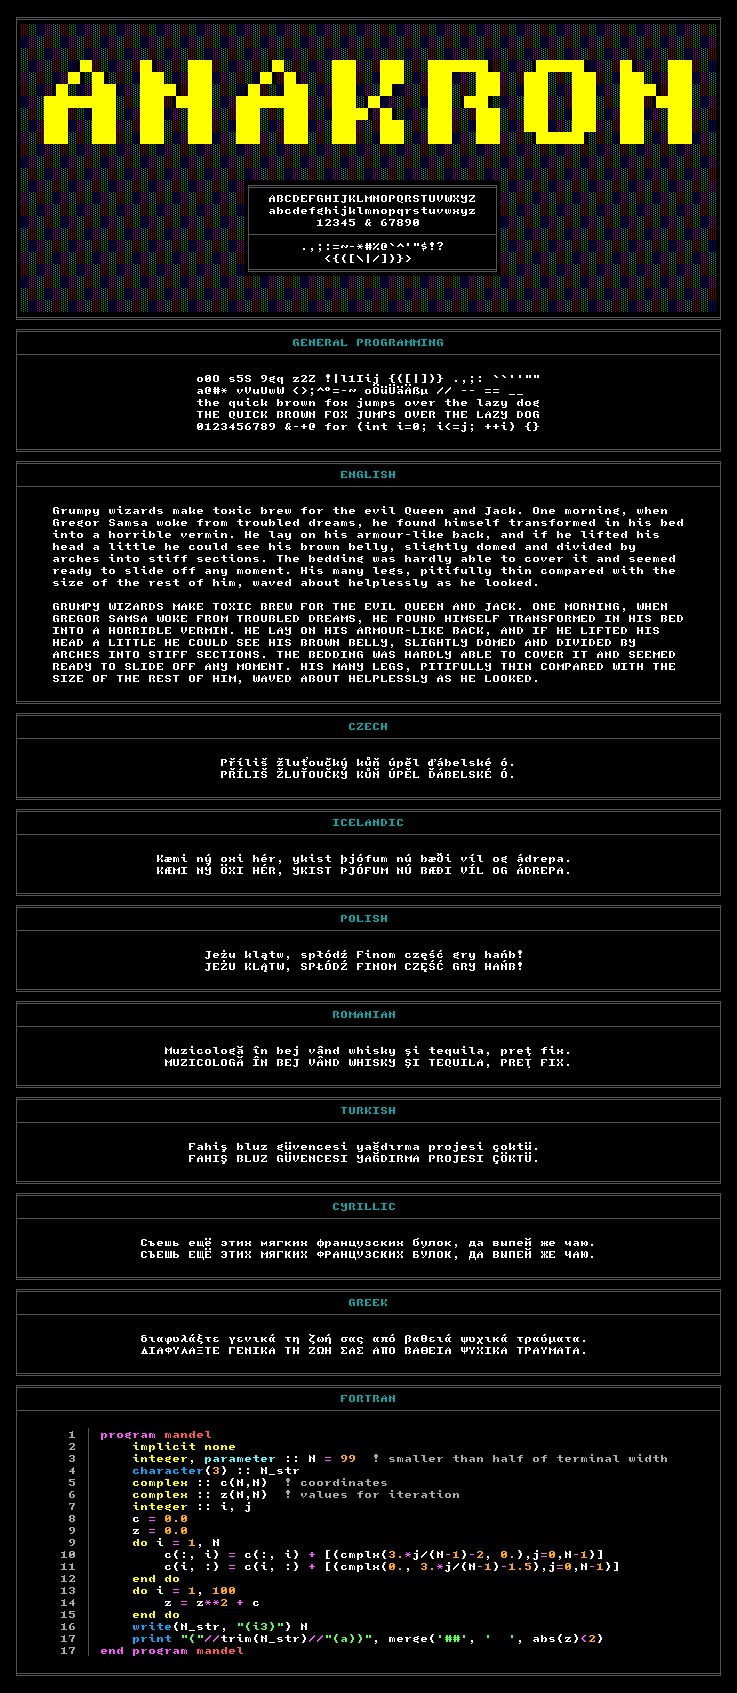 ANAKRON
ABCDEFGHIJKLMNOPQRSTUVWXYZ
abcdefghijklmnopqrstuvwxyz
12345 & 67890
.,;:=~-*#%@`^'"$!?
<{([\|/])}>
GENERAL PROGRAMMING
o0O s5S 9gq z2Z !|l1Iij {([|])} .,;: ``''""
a@#* vVuUwW <>;^°=-~ oÖüÜäÄßµ // -- == __
the quick brown fox jumps over the lazy dog
THE QUICK BROWN FOX JUMPS OVER THE LAZY DOG
0123456789 &-+@ for (int i=0; i<=j; ++i) {}
ENGLISH
Grumpy wizards make toxic brew for the evil Queen and Jack. One morning, when
Gregor Samsa woke from troubled dreams, he found himself transformed in his bed
into a horrible vermin. He lay on his armour-like back, and if he lifted his
head a little he could see his brown belly, slightly domed and divided by
arches into stiff sections. The bedding was hardly able to cover it and seemed
ready to slide off any moment. His many legs, pitifully thin compared with the
size of the rest of him, waved about helplessly as he looked.
GRUMPY WIZARDS MAKE TOXIC BREW FOR THE EVIL QUEEN AND JACK. ONE MORNING, WHEN
GREGOR SAMSA WOKE FROM TROUBLED DREAMS, HE FOUND HIMSELF TRANSFORMED IN HIS BED
INTO A HORRIBLE VERMIN. HE LAY ON HIS ARMOUR-LIKE BACK, AND IF HE LIFTED HIS
HEAD A LITTLE HE COULD SEE HIS BROWN BELLY, SLIGHTLY DOMED AND DIVIDED BY
ARCHES INTO STIFF SECTIONS. THE BEDDING WAS HARDLY ABLE TO COVER IT AND SEEMED
READY TO SLIDE OFF ANY MOMENT. HIS MANY LEGS, PITIFULLY THIN COMPARED WITH THE
SIZE OF THE REST OF HIM, WAVED ABOUT HELPLESSLY AS HE LOOKED.
CZECH
Příliš žluťoučký kůň úpěl ďábelské ó.
PŘÍLIŠ ŽLUŤOUČKÝ KŮŇ ÚPĚL ĎÁBELSKÉ Ó.
ICELANDIC
Kæmi ný oxi hér, ykist þjófum nú bæði víl og ádrepa.
KÆMI NÝ ÖXI HÉR, YKIST ÞJÓFUM NÚ BÆÐI VÍL OG ÁDREPA.
POLISH
Jeżu klątw, spłódź Finom część gry hańb!
JEŻU KLĄTW, SPŁÓDŹ FINOM CZĘŚĆ GRY HAŃB!
ROMANIAN
Muzicologă în bej vând whisky şi tequila, preţ fix.
MUZICOLOGĂ ÎN BEJ VÂND WHISKY ŞI TEQUILA, PREŢ FIX.
TURKISH
Fahiş bluz güvencesi yağdırma projesi çoktü.
FAHIŞ BLUZ GÜVENCESI YAĞDIRMA PROJESI ÇÖKTÜ.
CYRILLIC
Съешь ещё этих мягких французских булок, да выпей же чаю.
СЪЕШЬ ЕЩЁ ЭТИХ МЯГКИХ ФРАНЦУЗСКИХ БУЛОК, ДА ВЫПЕЙ ЖЕ ЧАЮ.
GREEK
διαφυλάξτε γενικά τη ζωή σας από βαθειά ψυχικά τραύματα.
ΔΙΑΦΥΛΑΞΤΕ ΓΕΝΙΚΑ ΤΗ ΖΩΗ ΣΑΣ ΑΠΟ ΒΑΘΕΙΑ ΨΥΧΙΚΑ ΤΡΑΥΜΑΤΑ.
FORTRAN
1 program mandel
2 implicit none
3 integer, parameter :: N = 99 ! smaller than half of terminal width
4 character(3) :: N_str
5 complex :: c(N,N) ! coordinates
6 complex :: z(N,N) ! values for iteration
7 integer :: i, j
8 c = 0.0
9 z = 0.0
9 do i = 1, N
10 c(:, i) = c(:, i) + [(cmplx(3.*j/(N-1)-2, 0.),j=0,N-1)]
11 c(i, :) = c(i, :) + [(cmplx(0., 3.*j/(N-1)-1.5),j=0,N-1)]
12 end do
13 do i = 1, 100
14 z = z**2 + c
15 end do
16 write(N_str, "(i3)") N
17 print "("//trim(N_str)//"(a))", merge('##', '  ', abs(z)<2)
17 end program mandel